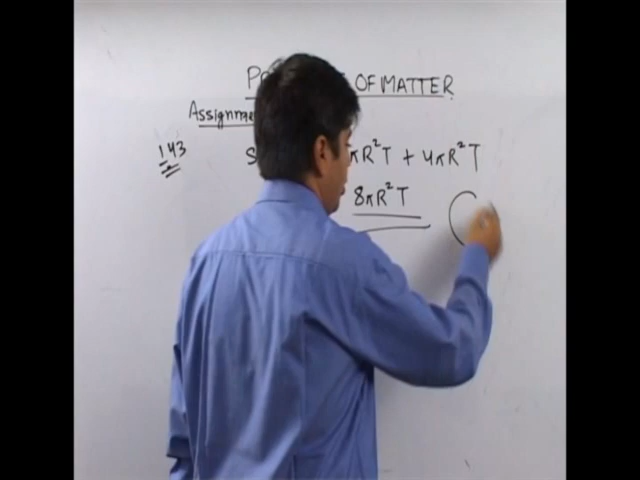 OF MATTER
Assignme
143 S πR²T + 4πR²T
8πR²T